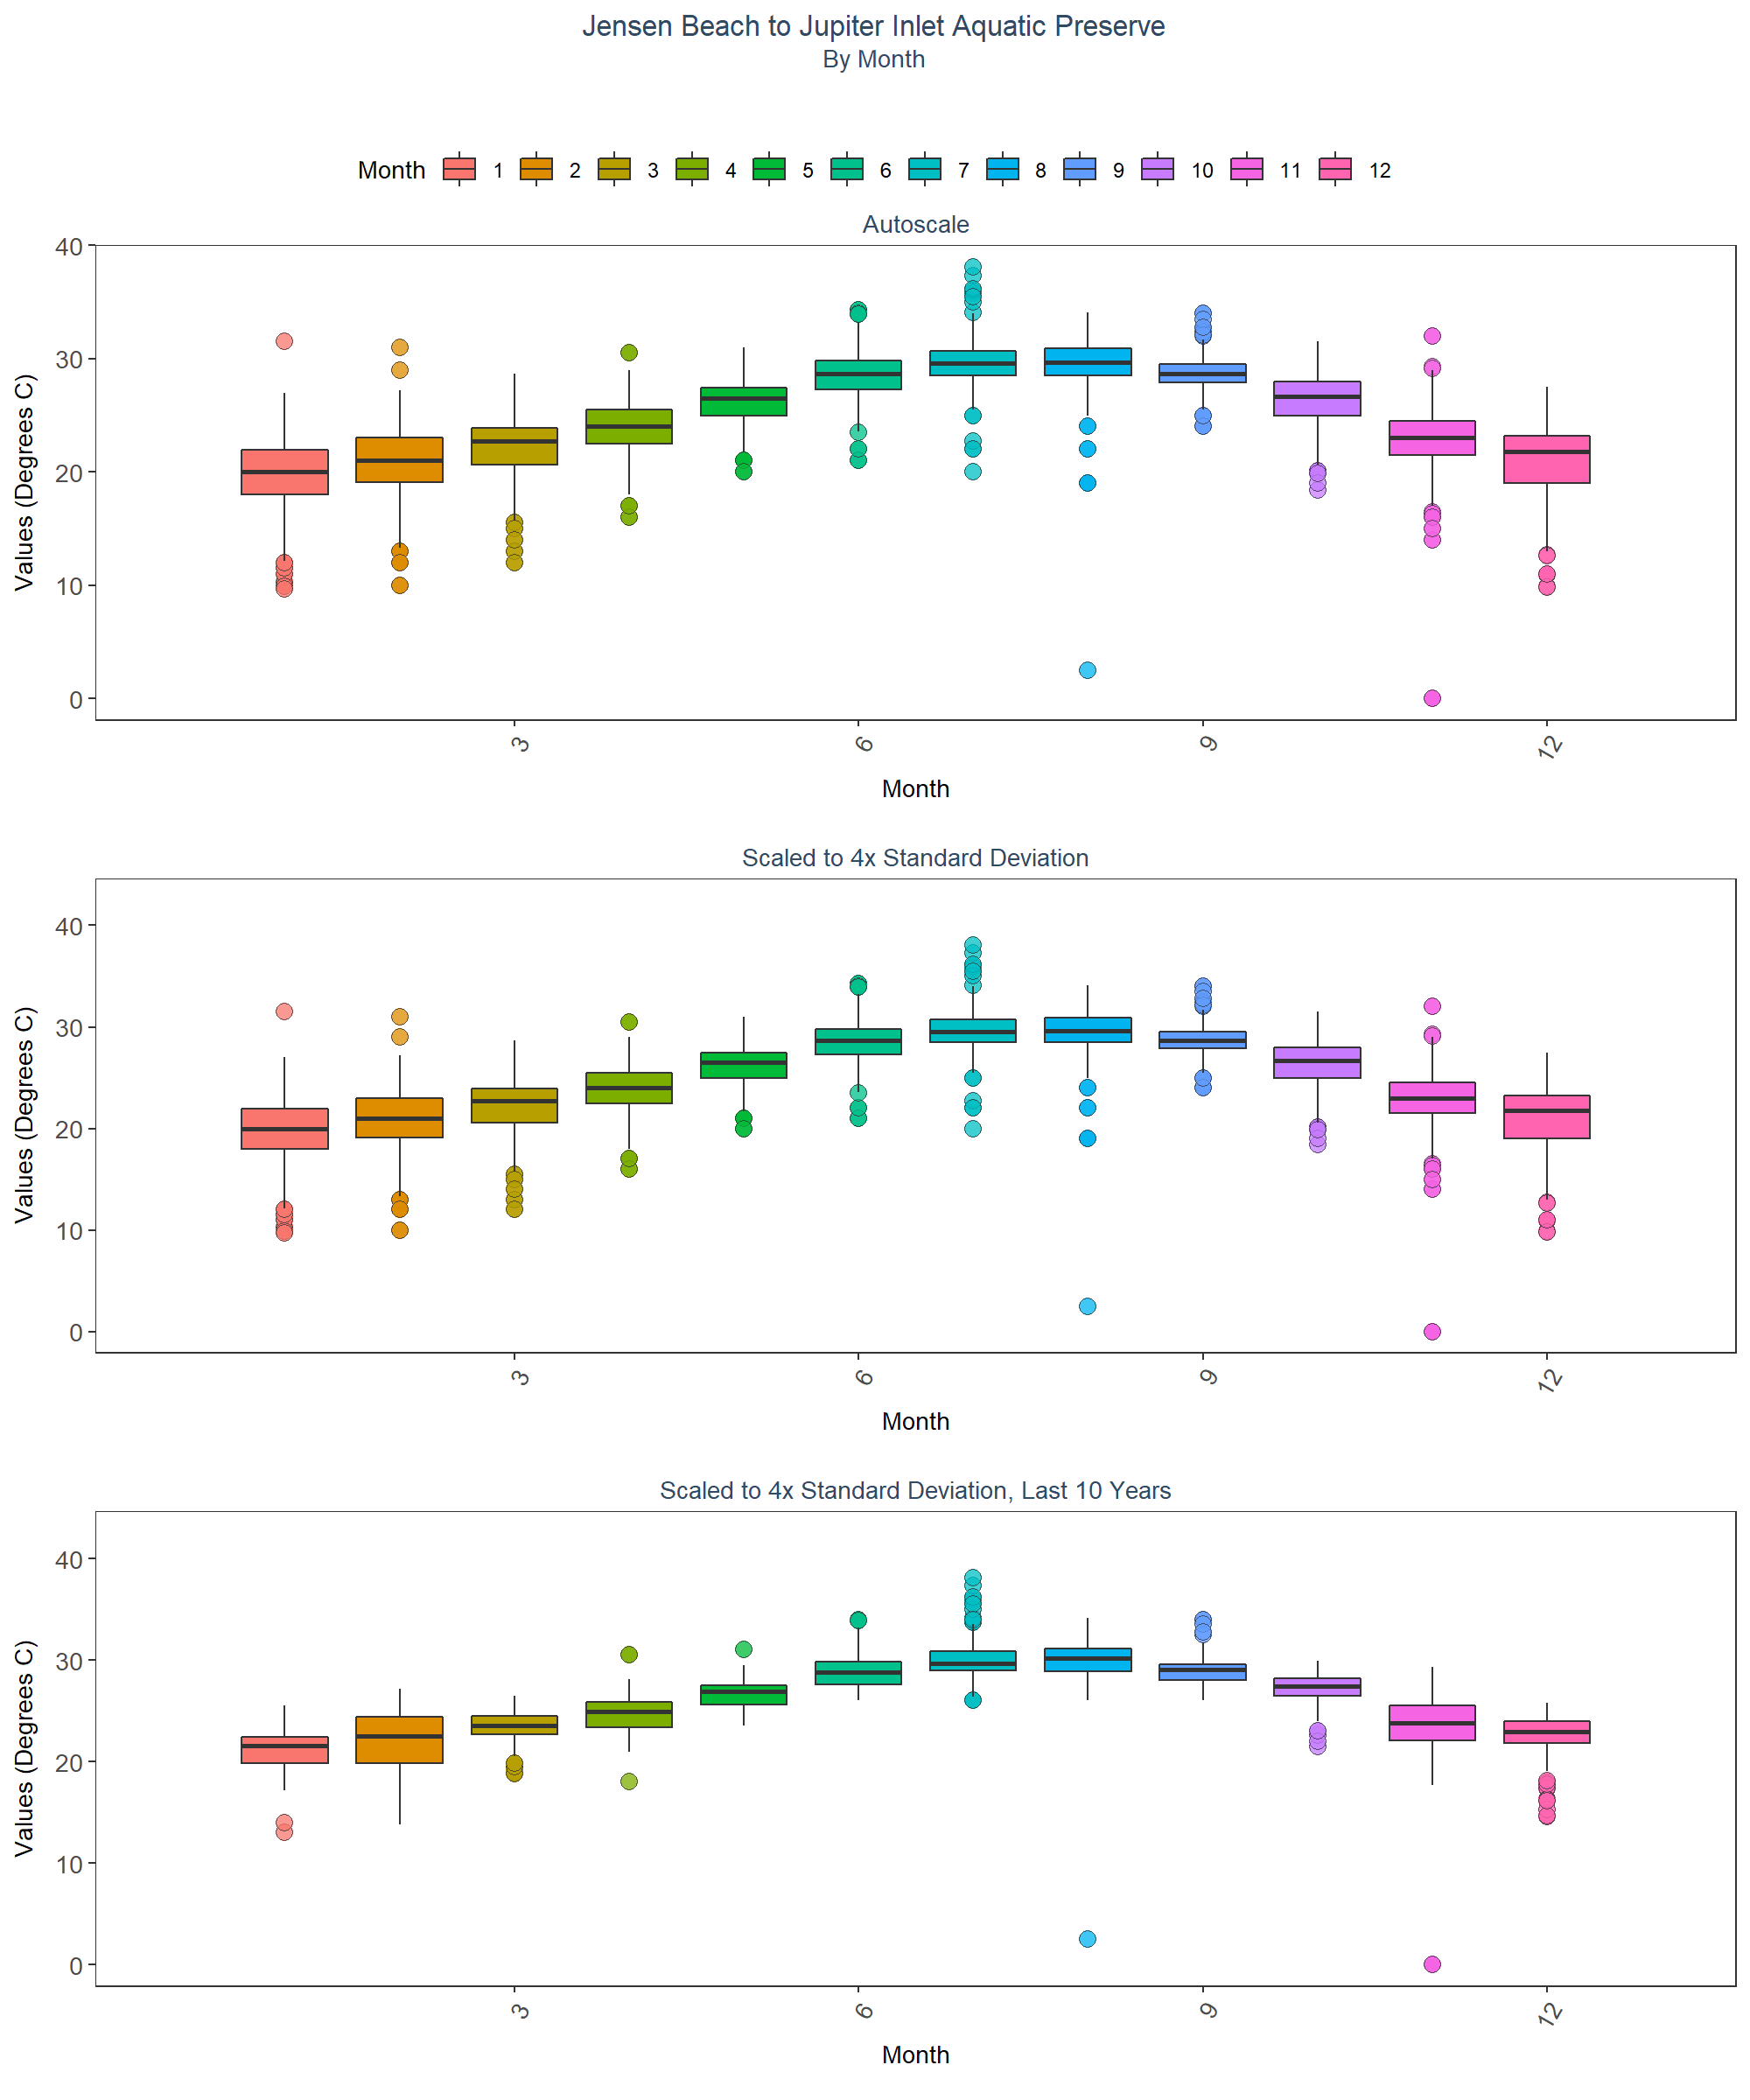 Jensen Beach to Jupiter Inlet Aquatic Preserve
By Month
Month 1 2 3 4 5 6 7 8 9 10 11 12
Autoscale
Values (Degrees C)
40
30
20
10
0
3 6 9 12
Month
Scaled to 4x Standard Deviation
Values (Degrees C)
40
30
20
10
0
3 6 9 12
Month
Scaled to 4x Standard Deviation, Last 10 Years
Values (Degrees C)
40
30
20
10
0
3 6 9 12
Month